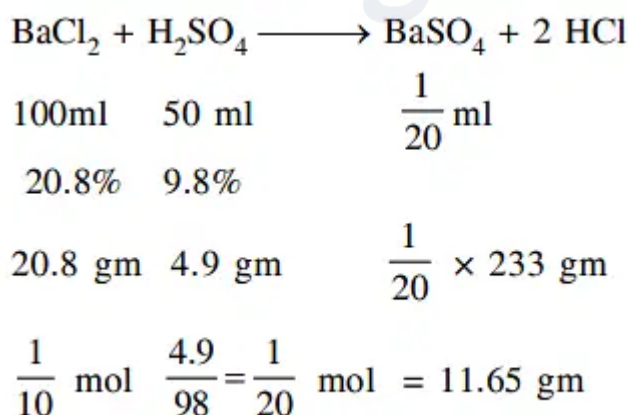 BaCl₂ + H₂SO₄ ⟶ BaSO₄ + 2 HCl
100ml 50 ml 1/20 ml
20.8% 9.8%
20.8 gm 4.9 gm 1/20 × 233 gm
1/10 mol 4.9/98 = 1/20 mol = 11.65 gm